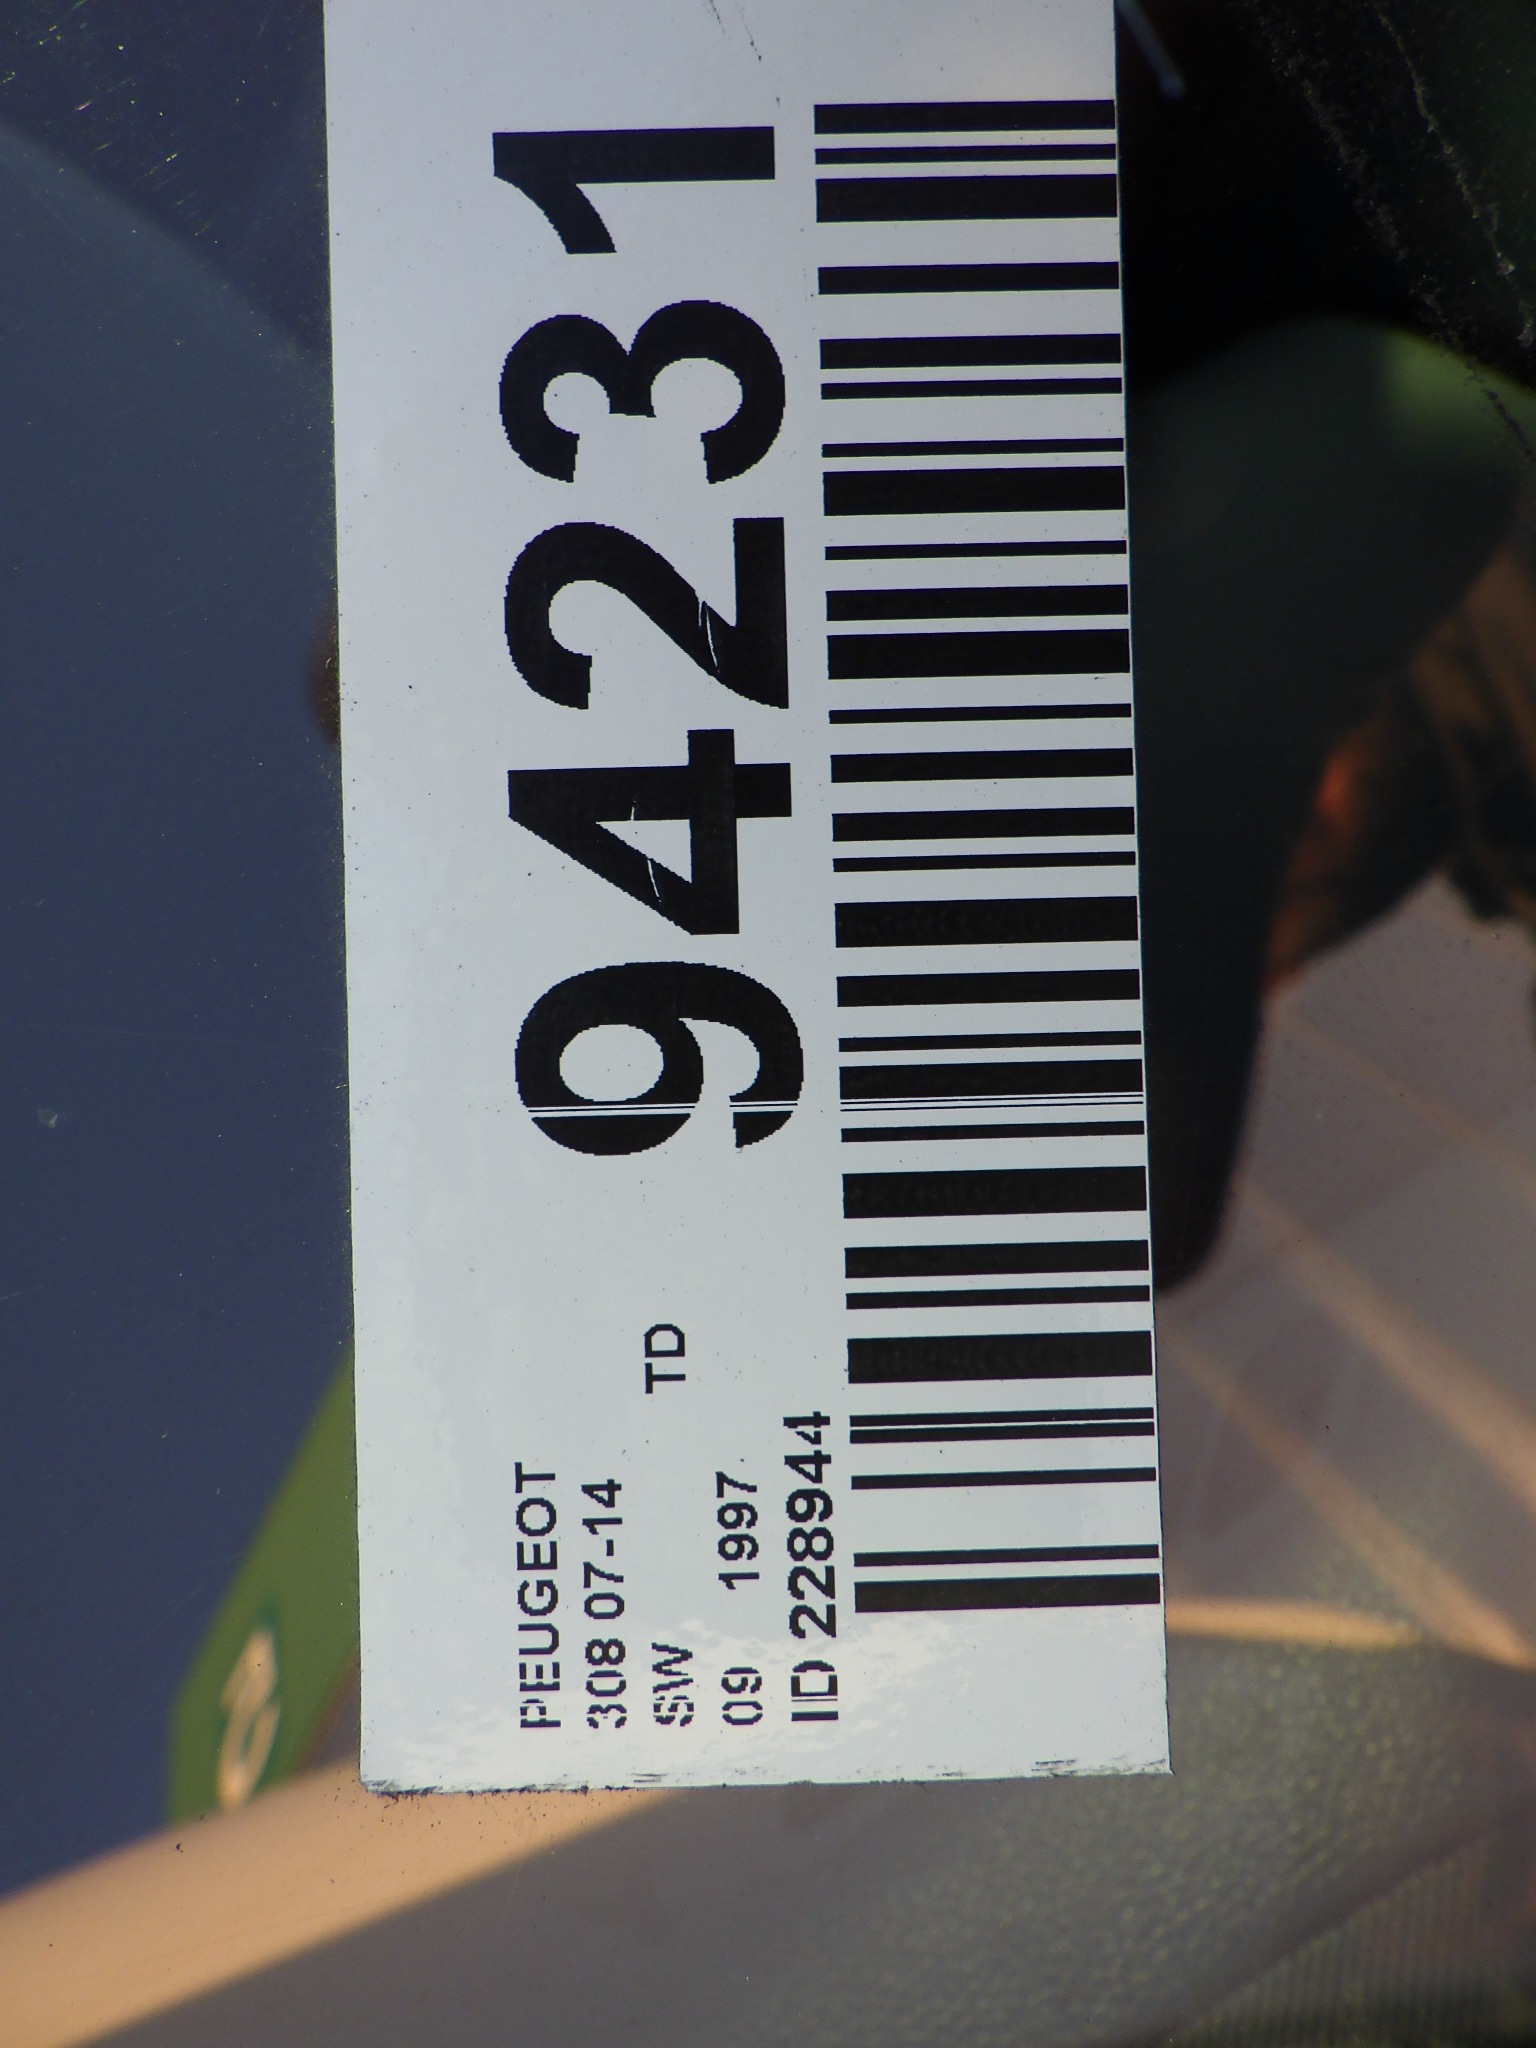 PEUGEOT
308 07-14
SW TD
09 1997
ID 228944
94231